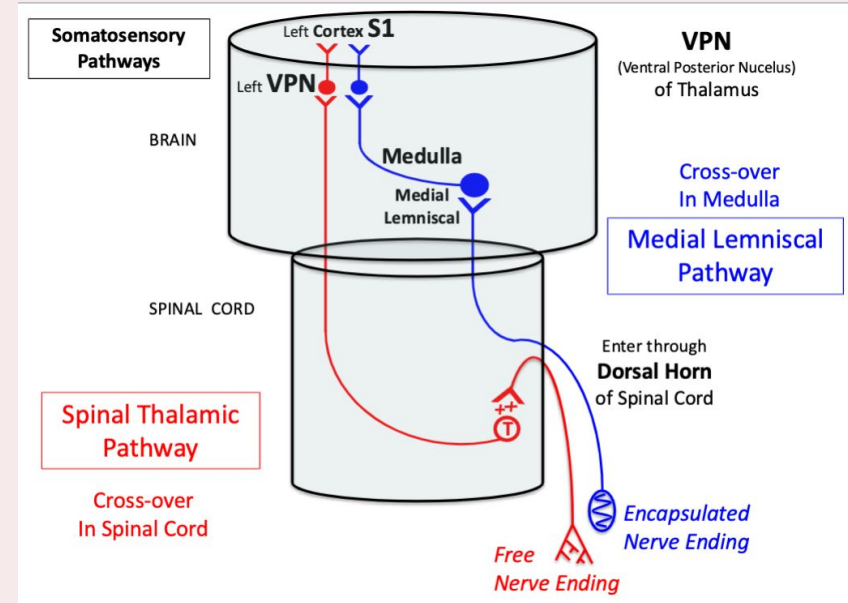 Somatosensory
Pathways
Left Cortex S1
VPN
(Ventral Posterior Nucelus)
of Thalamus
Left VPN
BRAIN
Medulla
Medial
Lemniscal
Cross-over
In Medulla
Medial Lemniscal
Pathway
SPINAL CORD
Enter through
Dorsal Horn
of Spinal Cord
++
T
Spinal Thalamic
Pathway
Cross-over
In Spinal Cord
Encapsulated
Nerve Ending
Free
Nerve Ending